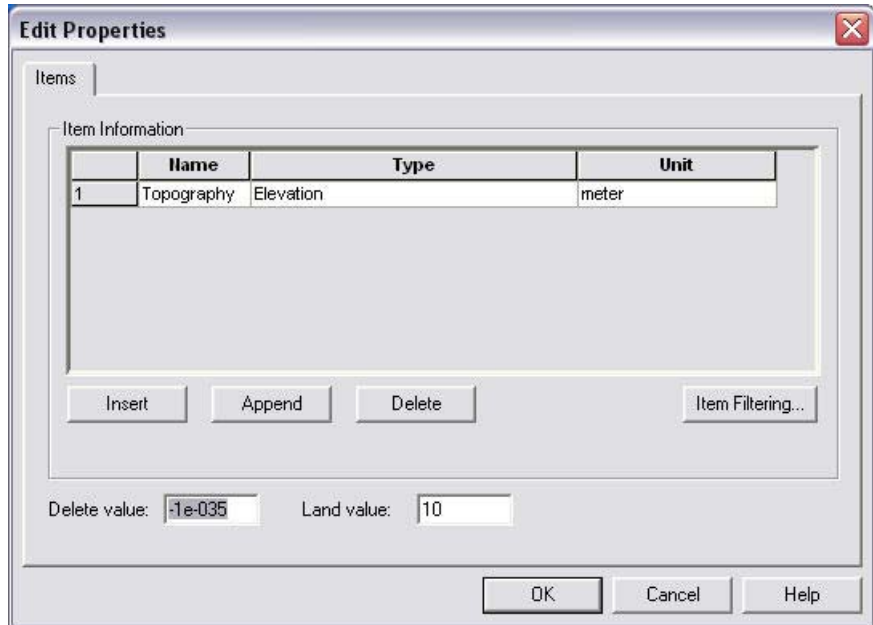 Edit Properties
Items
Item Information
Name Type Unit
1 Topography Elevation meter
Insert Append Delete Item Filtering...
Delete value: -1e-035 Land value: 10
OK Cancel Help